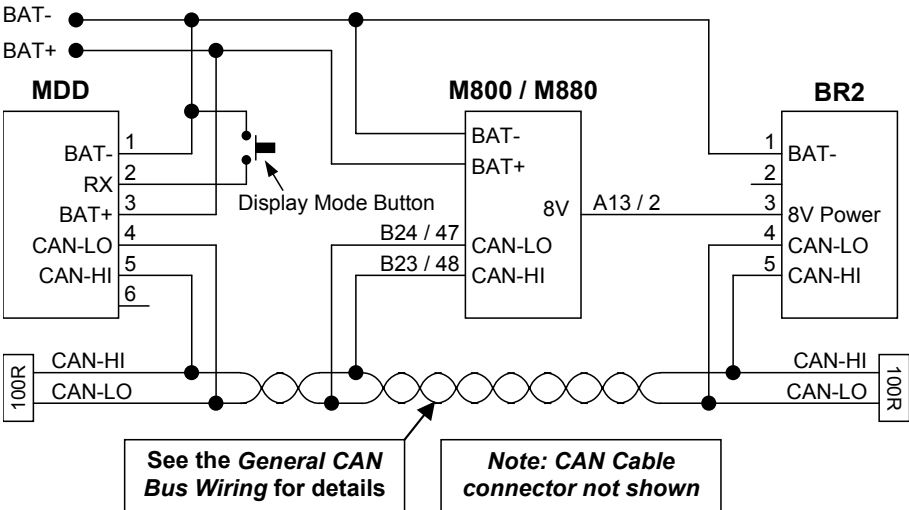 BAT-
BAT+
MDD
M800 / M880
BR2
BAT- 1
RX 2
BAT+ 3
CAN-LO 4
CAN-HI 5
6
Display Mode Button
BAT-
BAT+
8V A13 / 2
B24 / 47 CAN-LO
B23 / 48 CAN-HI
1 BAT-
2
3 8V Power
4 CAN-LO
5 CAN-HI
100R
CAN-HI
CAN-LO
CAN-HI
CAN-LO
100R
See the General CAN
Bus Wiring for details
Note: CAN Cable
connector not shown